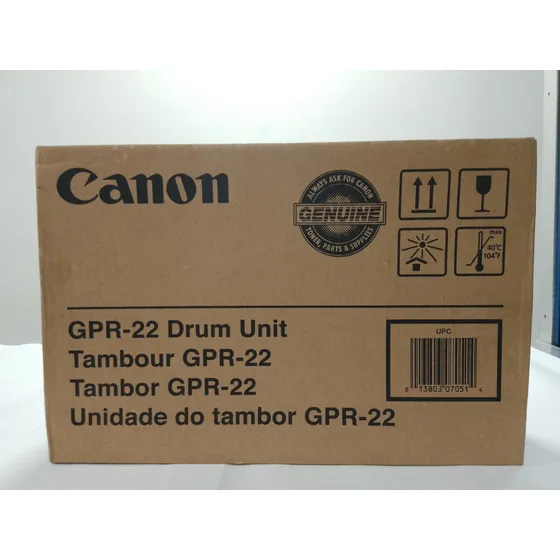 Canon
ALWAYS ASK FOR CANON
GENUINE
TONER, PARTS & SUPPLIES
max
40°C
104°F
GPR-22 Drum Unit
Tambour GPR-22
Tambor GPR-22
Unidade do tambor GPR-22
UPC
0 13803 07051 4